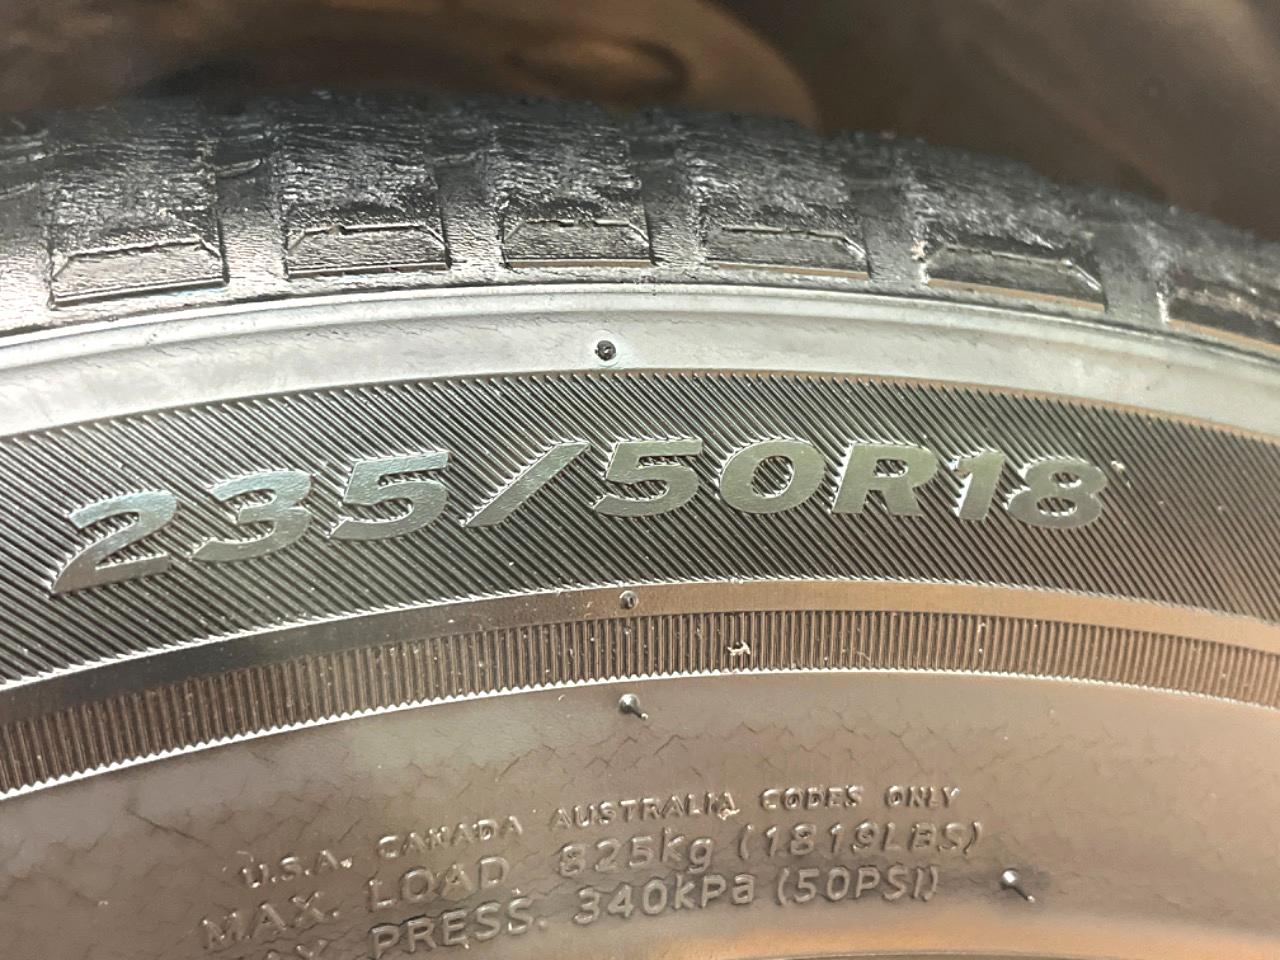 235/50R18
U.S.A. CANADA AUSTRALIA CODES ONLY
MAX. LOAD 825kg (1819LBS)
PRESS. 340kPa (50PSI)